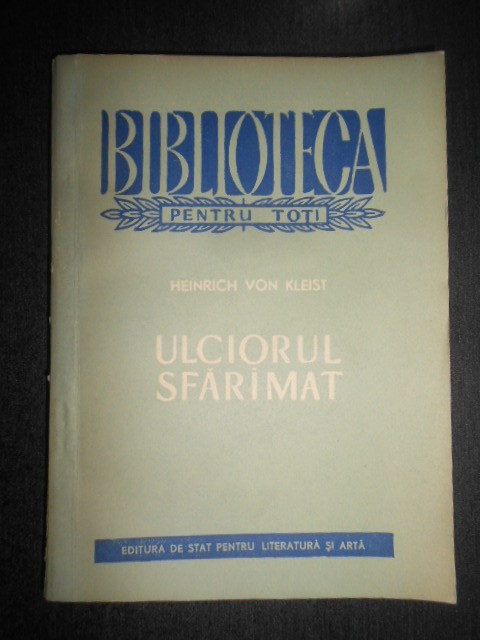 BIBLIOTECA
PENTRU TOȚI
HEINRICH VON KLEIST
ULCIORUL
SFĂRÎMAT
EDITURA DE STAT PENTRU LITERATURĂ ȘI ARTĂ